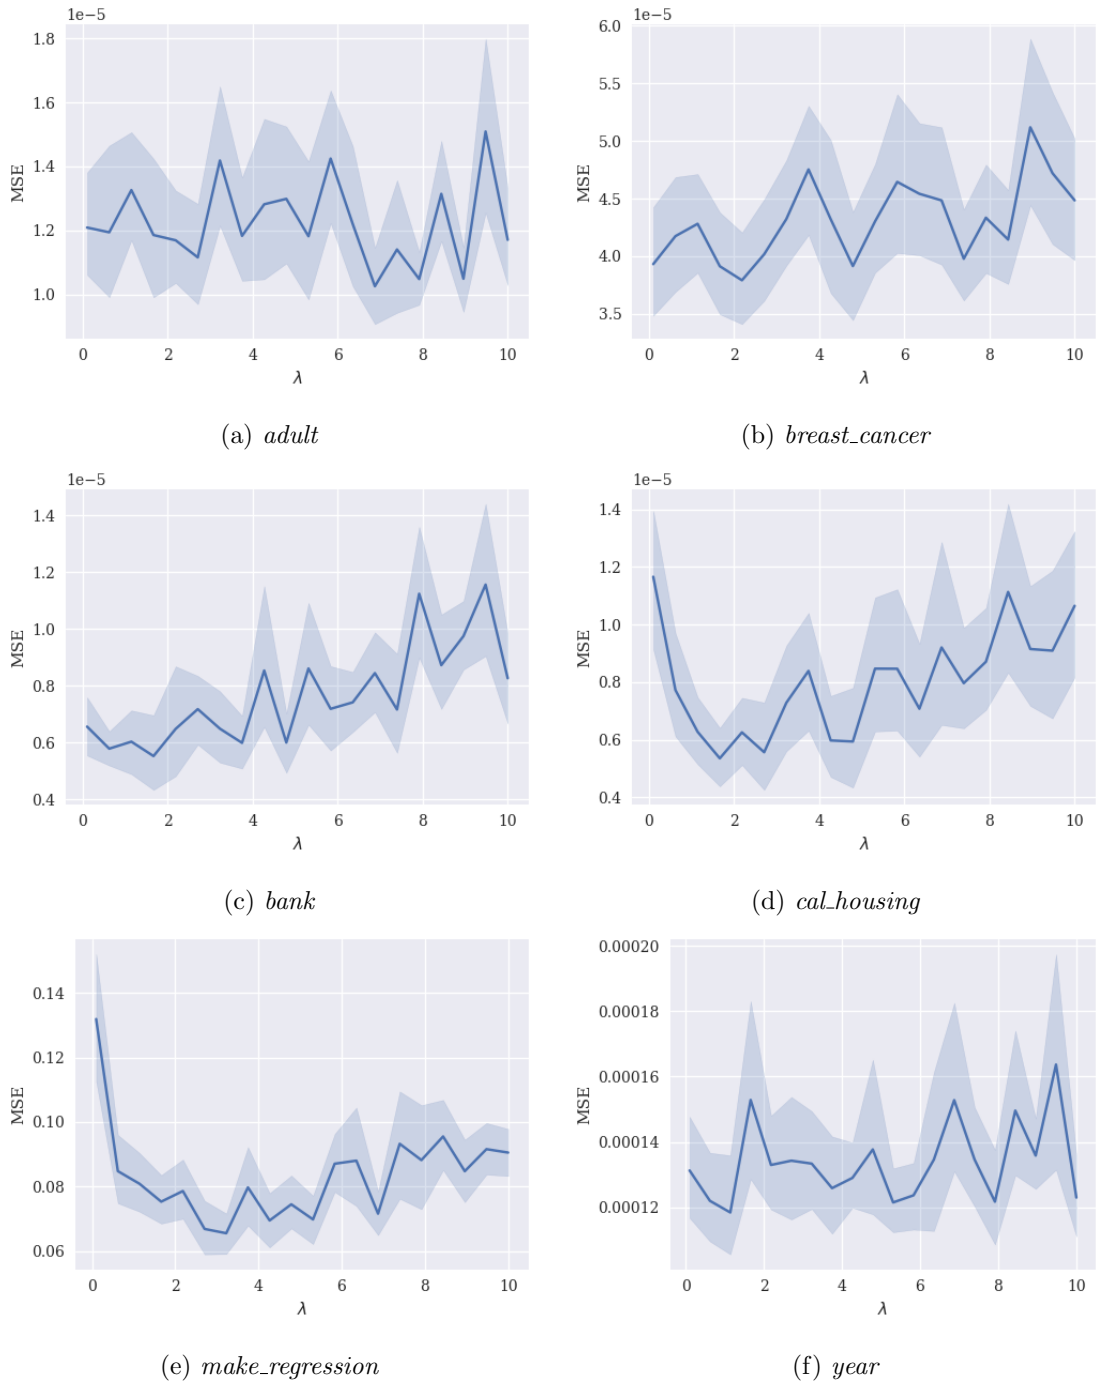 1e−5
1.8
1.6
1.4
1.2
1.0
MSE
0 2 4 6 8 10
λ
(a) adult
1e−5
6.0
5.5
5.0
4.5
4.0
3.5
MSE
0 2 4 6 8 10
λ
(b) breast_cancer
1e−5
1.4
1.2
1.0
0.8
0.6
0.4
MSE
0 2 4 6 8 10
λ
(c) bank
1e−5
1.4
1.2
1.0
0.8
0.6
0.4
MSE
0 2 4 6 8 10
λ
(d) cal_housing
0.14
0.12
0.10
0.08
0.06
MSE
0 2 4 6 8 10
λ
(e) make_regression
0.00020
0.00018
0.00016
0.00014
0.00012
MSE
0 2 4 6 8 10
λ
(f) year